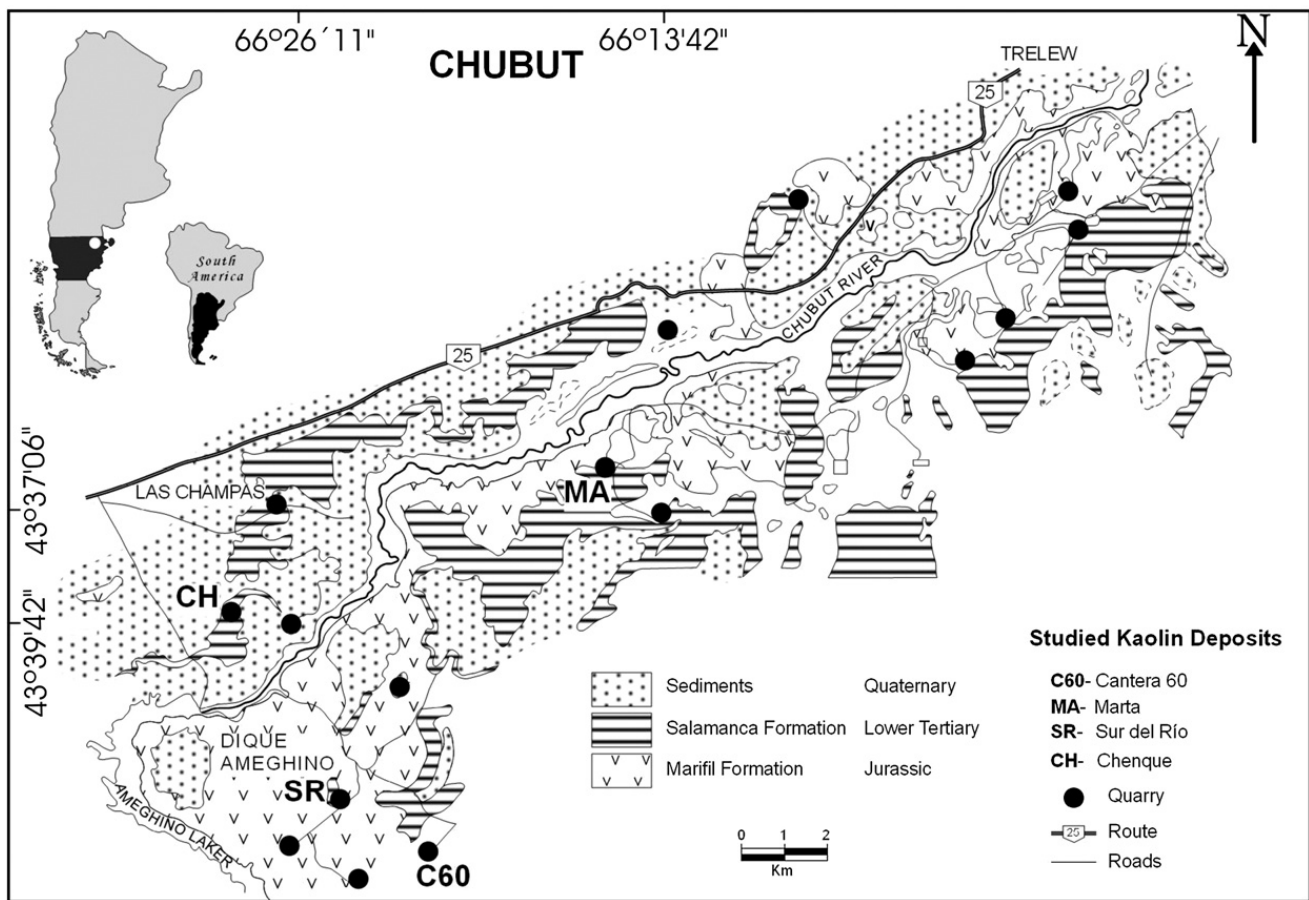 66°26´11"
66°13'42"
CHUBUT
TRELEW
N
25
South
America
CHUBUT RIVER
25
43°37'06"
LAS CHAMPAS
MA
CH
43°39'42"
DIQUE
AMEGHINO
SR
AMEGHINO LAKER
C60
Sediments Quaternary
Salamanca Formation Lower Tertiary
Marifil Formation Jurassic
0 1 2
Km
Studied Kaolin Deposits
C60- Cantera 60
MA- Marta
SR- Sur del Río
CH- Chenque
Quarry
25 Route
Roads